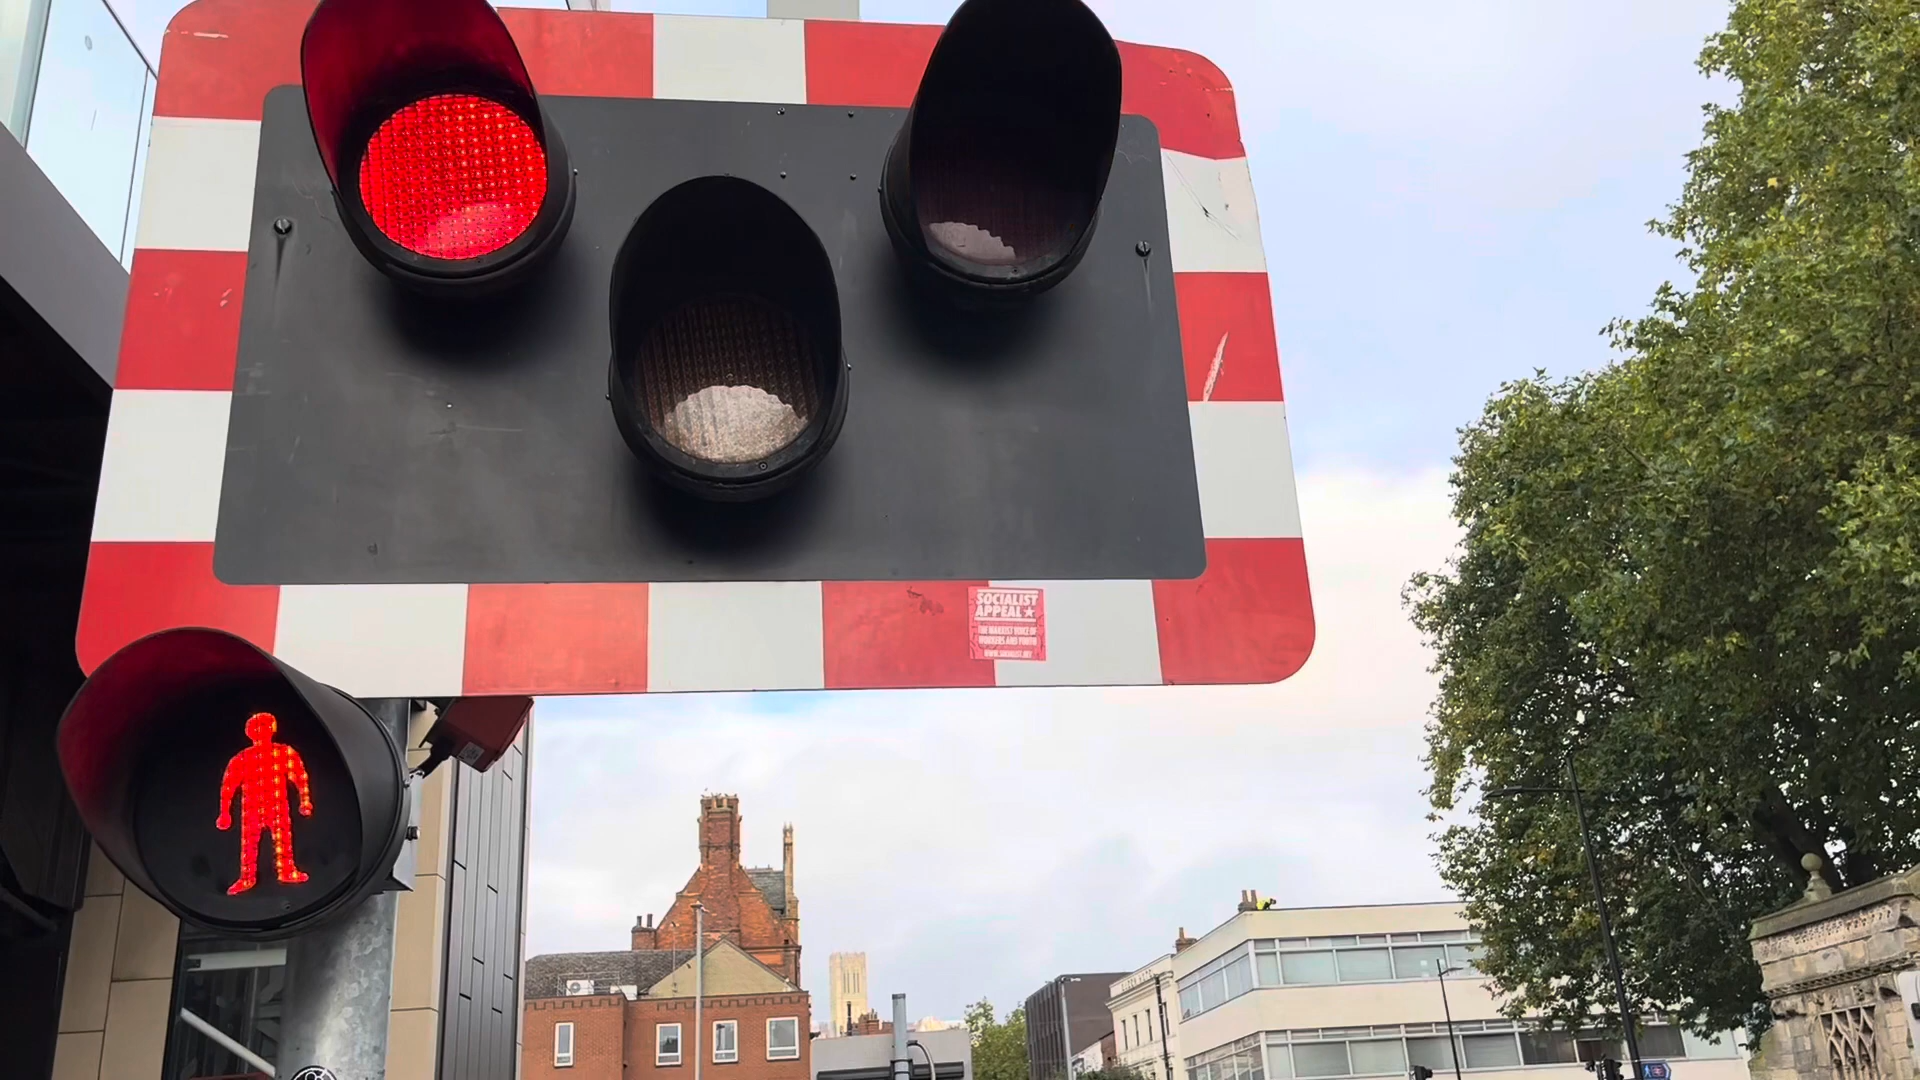 SOCIALIST
APPEAL
THE MARXIST VOICE OF
WORKERS AND YOUTH
WWW.SOCIALIST.NET